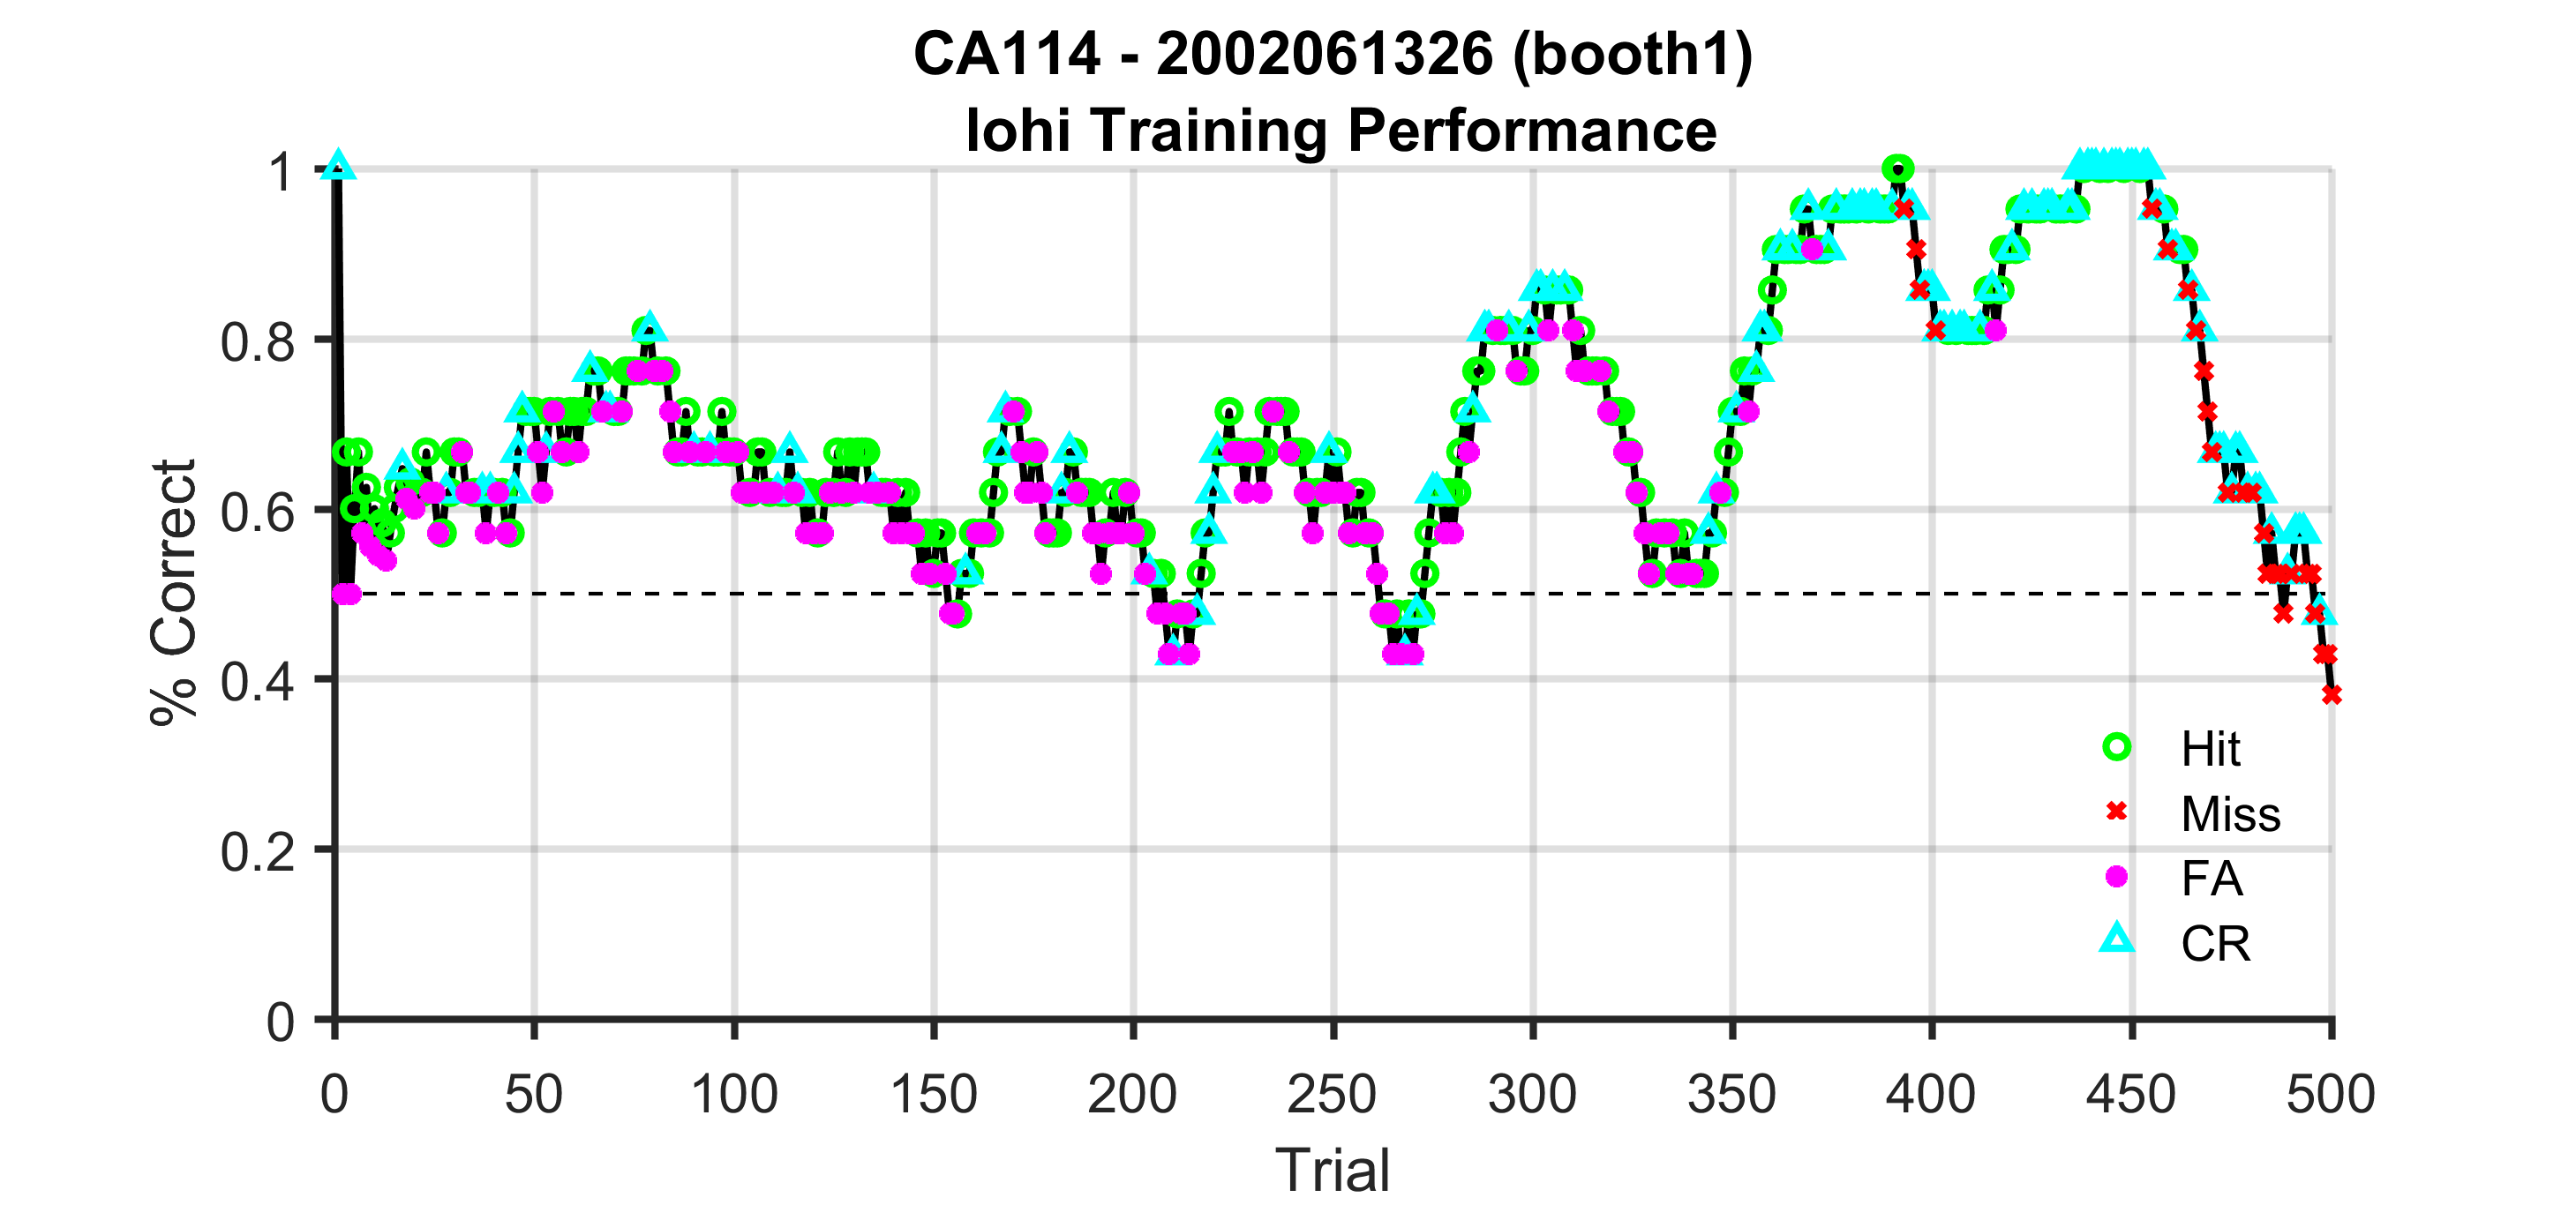 CA114 - 2002061326 (booth1)
lohi Training Performance
1
0.8
0.6
0.4
0.2
0
% Correct
Hit
Miss
FA
CR
0 50 100 150 200 250 300 350 400 450 500
Trial